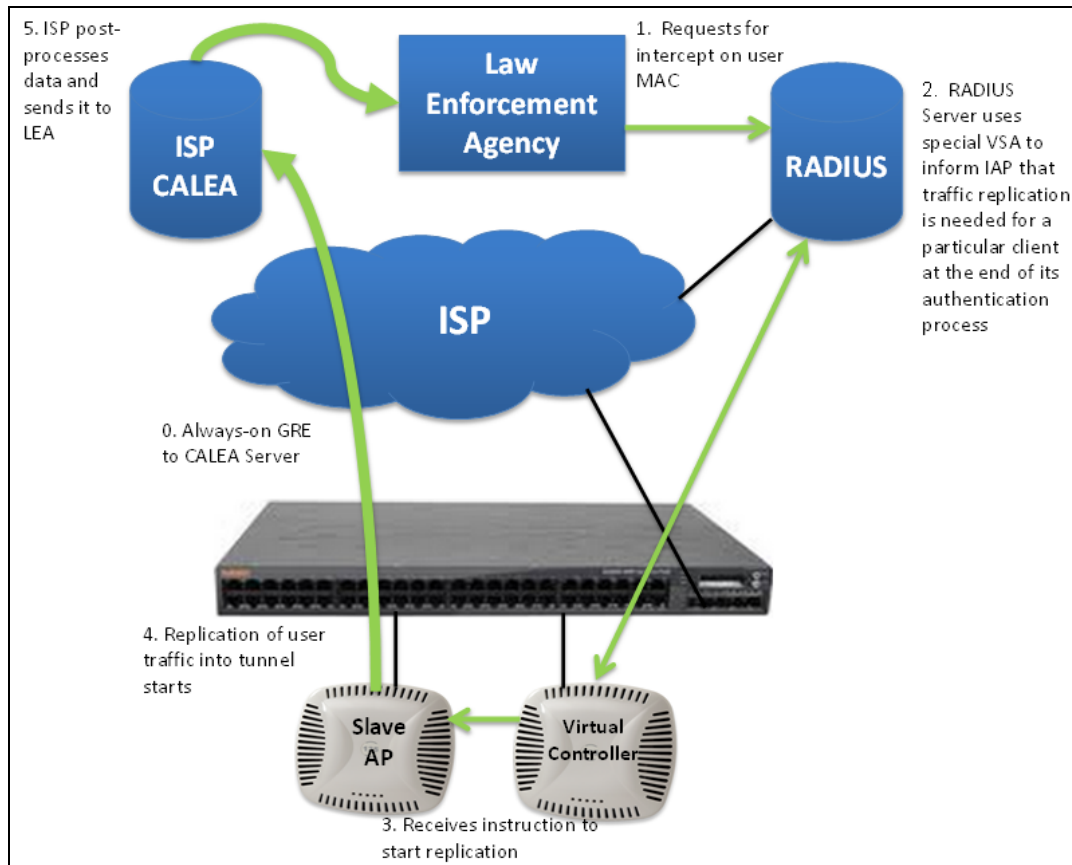 5. ISP post-
processes
data and
sends it to
LEA
ISP
CALEA
Law
Enforcement
Agency
1. Requests for
intercept on user
MAC
RADIUS
2. RADIUS
Server uses
special VSA to
inform IAP that
traffic replication
is needed for a
particular client
at the end of its
authentication
process
ISP
0. Always-on GRE
to CALEA Server
4. Replication of user
traffic into tunnel
starts
Slave
AP
Virtual
Controller
3. Receives instruction to
start replication